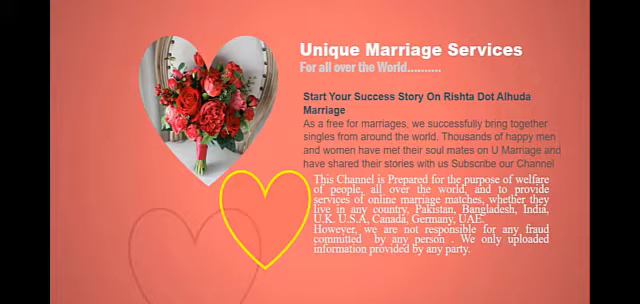 Unique Marriage Services
For all over the World..........
Start Your Success Story On Rishta Dot Alhuda
Marriage
As a free for marriages, we successfully bring together
singles from around the world. Thousands of happy men
and women have met their soul mates on U Marriage and
have shared their stories with us Subscribe our Channel
This Channel is Prepared for the purpose of welfare
of people, all over the world, and to provide
services of online marriage matches, whether they
live in any country, Pakistan, Bangladesh, India,
U.K. U.S.A, Canada, Germany, UAE.
However, we are not responsible for any fraud
committed by any person . We only uploaded
information provided by any party.